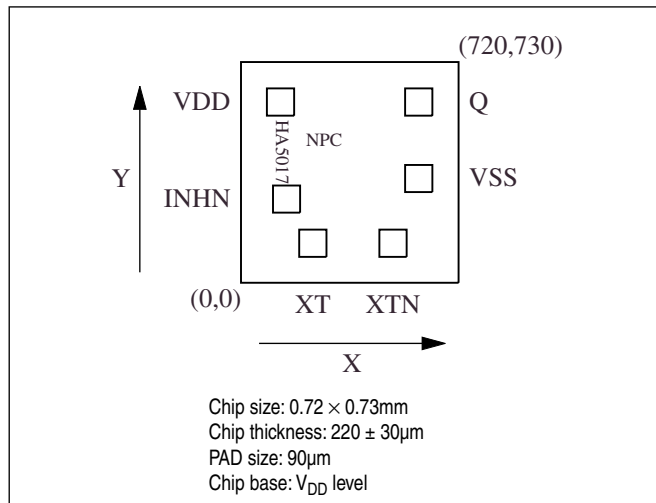 (720,730)
VDD
Q
HA5017
NPC
Y
VSS
INHN
(0,0)
XT
XTN
X
Chip size: 0.72 × 0.73mm
Chip thickness: 220 ± 30µm
PAD size: 90µm
Chip base: VDD level